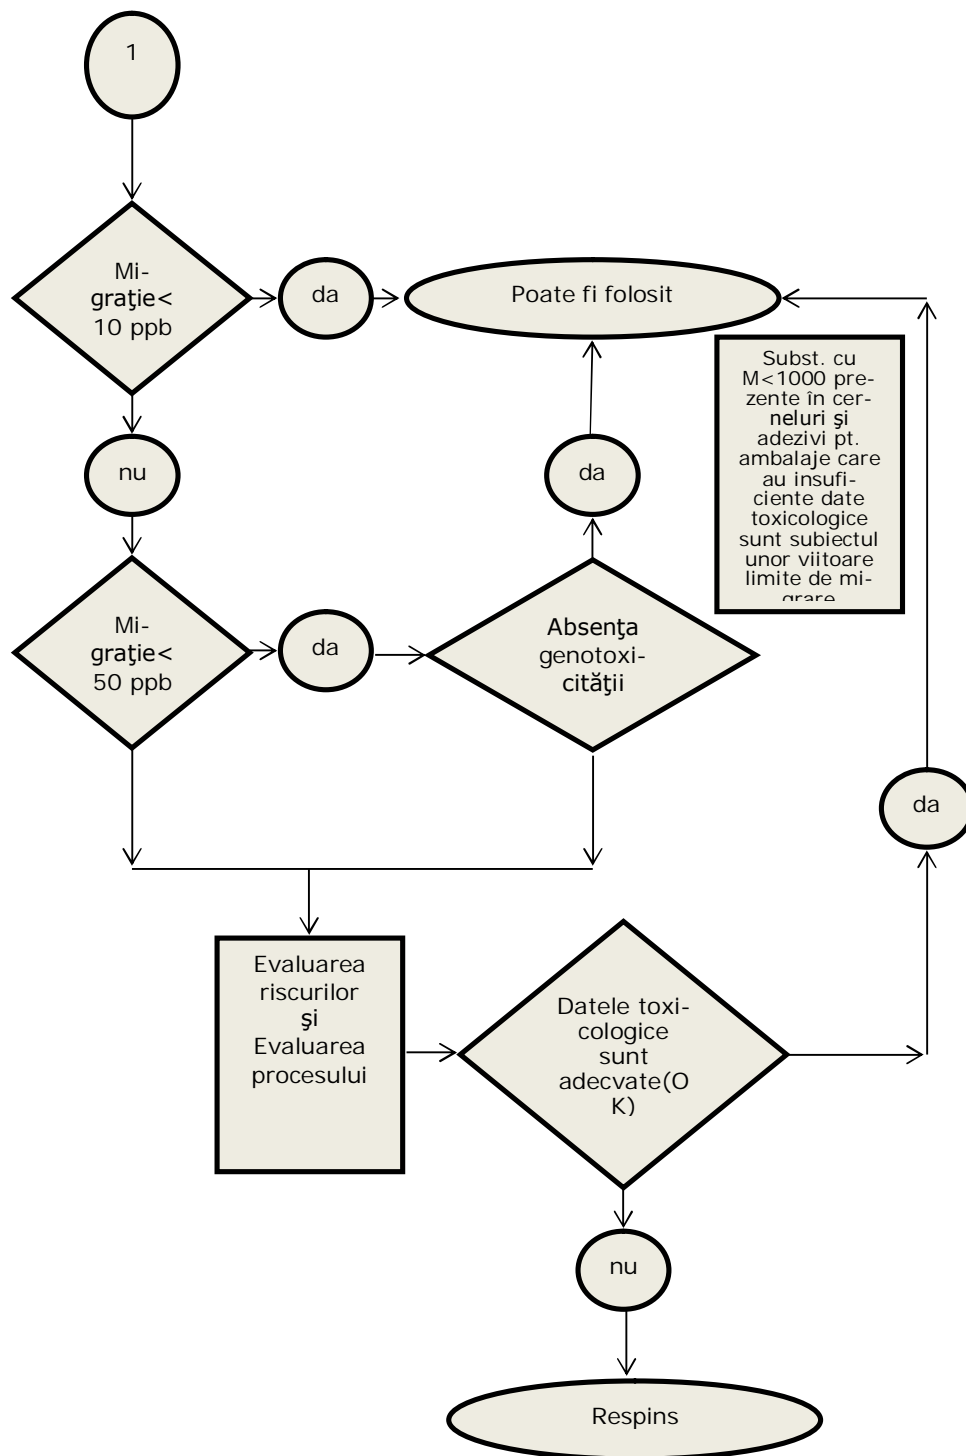 1
Mi-
graţie<
10 ppb
da
Poate fi folosit
Subst. cu
M<1000 pre-
zente în cer-
neluri şi
adezivi pt.
ambalaje care
au insufi-
ciente date
toxicologice
sunt subiectul
unor viitoare
limite de mi-
grare
nu
da
Mi-
graţie<
50 ppb
da
Absenţa
genotoxi-
cităţii
da
Evaluarea
riscurilor
şi
Evaluarea
procesului
Datele toxi-
cologice
sunt
adecvate(O
K)
nu
Respins